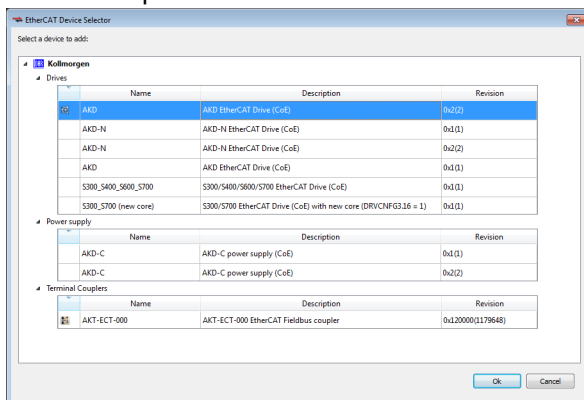 EtherCAT Device Selector
Select a device to add:
Kollmorgen
Drives
Name Description Revision
AKD AKD EtherCAT Drive (CoE) 0x2(2)
AKD-N AKD-N EtherCAT Drive (CoE) 0x1(1)
AKD-N AKD-N EtherCAT Drive (CoE) 0x2(2)
AKD AKD EtherCAT Drive (CoE) 0x1(1)
S300_S400_S600_S700 S300/S400/S600/S700 EtherCAT Drive (CoE) 0x1(1)
S300_S700 (new core) S300/S700 EtherCAT Drive (CoE) with new core (DRVCNFG3.16 = 1) 0x1(1)
Power supply
Name Description Revision
AKD-C AKD-C power supply (CoE) 0x1(1)
AKD-C AKD-C power supply (CoE) 0x2(2)
Terminal Couplers
Name Description Revision
AKT-ECT-000 AKT-ECT-000 EtherCAT Fieldbus coupler 0x120000(1179648)
Ok Cancel